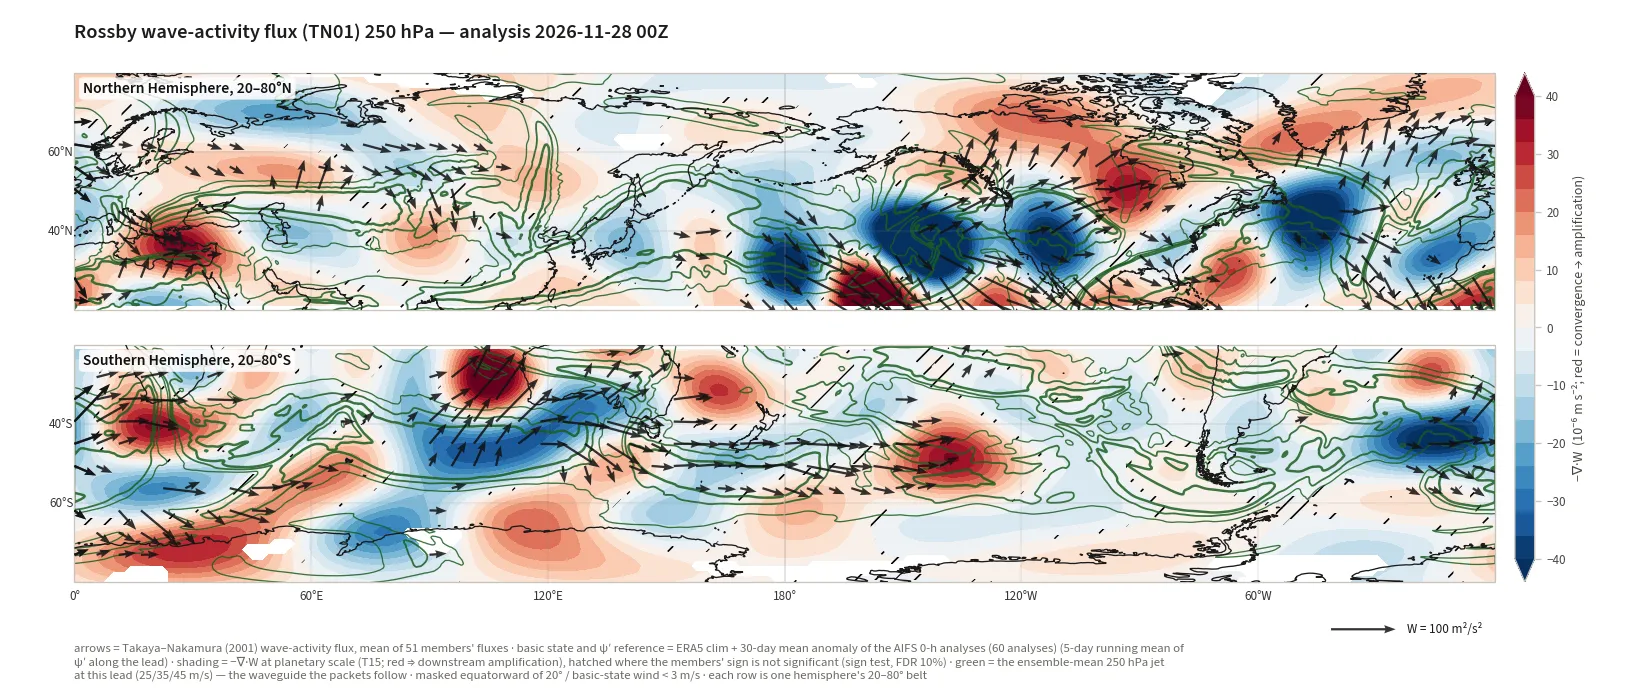 Rossby wave-activity flux (TN01) 250 hPa — analysis 2026-11-28 00Z
Northern Hemisphere, 20–80°N
60°N
40°N
Southern Hemisphere, 20–80°S
40°S
60°S
0°
60°E
120°E
180°
120°W
60°W
40
30
20
10
0
−10
−20
−30
−40
−∇·W (10⁻⁶ m s⁻²; red = convergence → amplification)
W = 100 m²/s²
arrows = Takaya–Nakamura (2001) wave-activity flux, mean of 51 members' fluxes · basic state and ψ′ reference = ERA5 clim + 30-day mean anomaly of the AIFS 0-h analyses (60 analyses) (5-day running mean of
ψ′ along the lead) · shading = −∇·W at planetary scale (T15; red ⇒ downstream amplification), hatched where the members' sign is not significant (sign test, FDR 10%) · green = the ensemble-mean 250 hPa jet
at this lead (25/35/45 m/s) — the waveguide the packets follow · masked equatorward of 20° / basic-state wind < 3 m/s · each row is one hemisphere's 20–80° belt